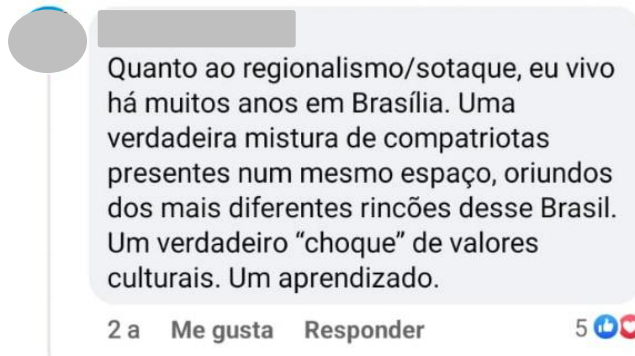 Quanto ao regionalismo/sotaque, eu vivo
há muitos anos em Brasília. Uma
verdadeira mistura de compatriotas
presentes num mesmo espaço, oriundos
dos mais diferentes rincões desse Brasil.
Um verdadeiro “choque” de valores
culturais. Um aprendizado.
2 a Me gusta Responder 5